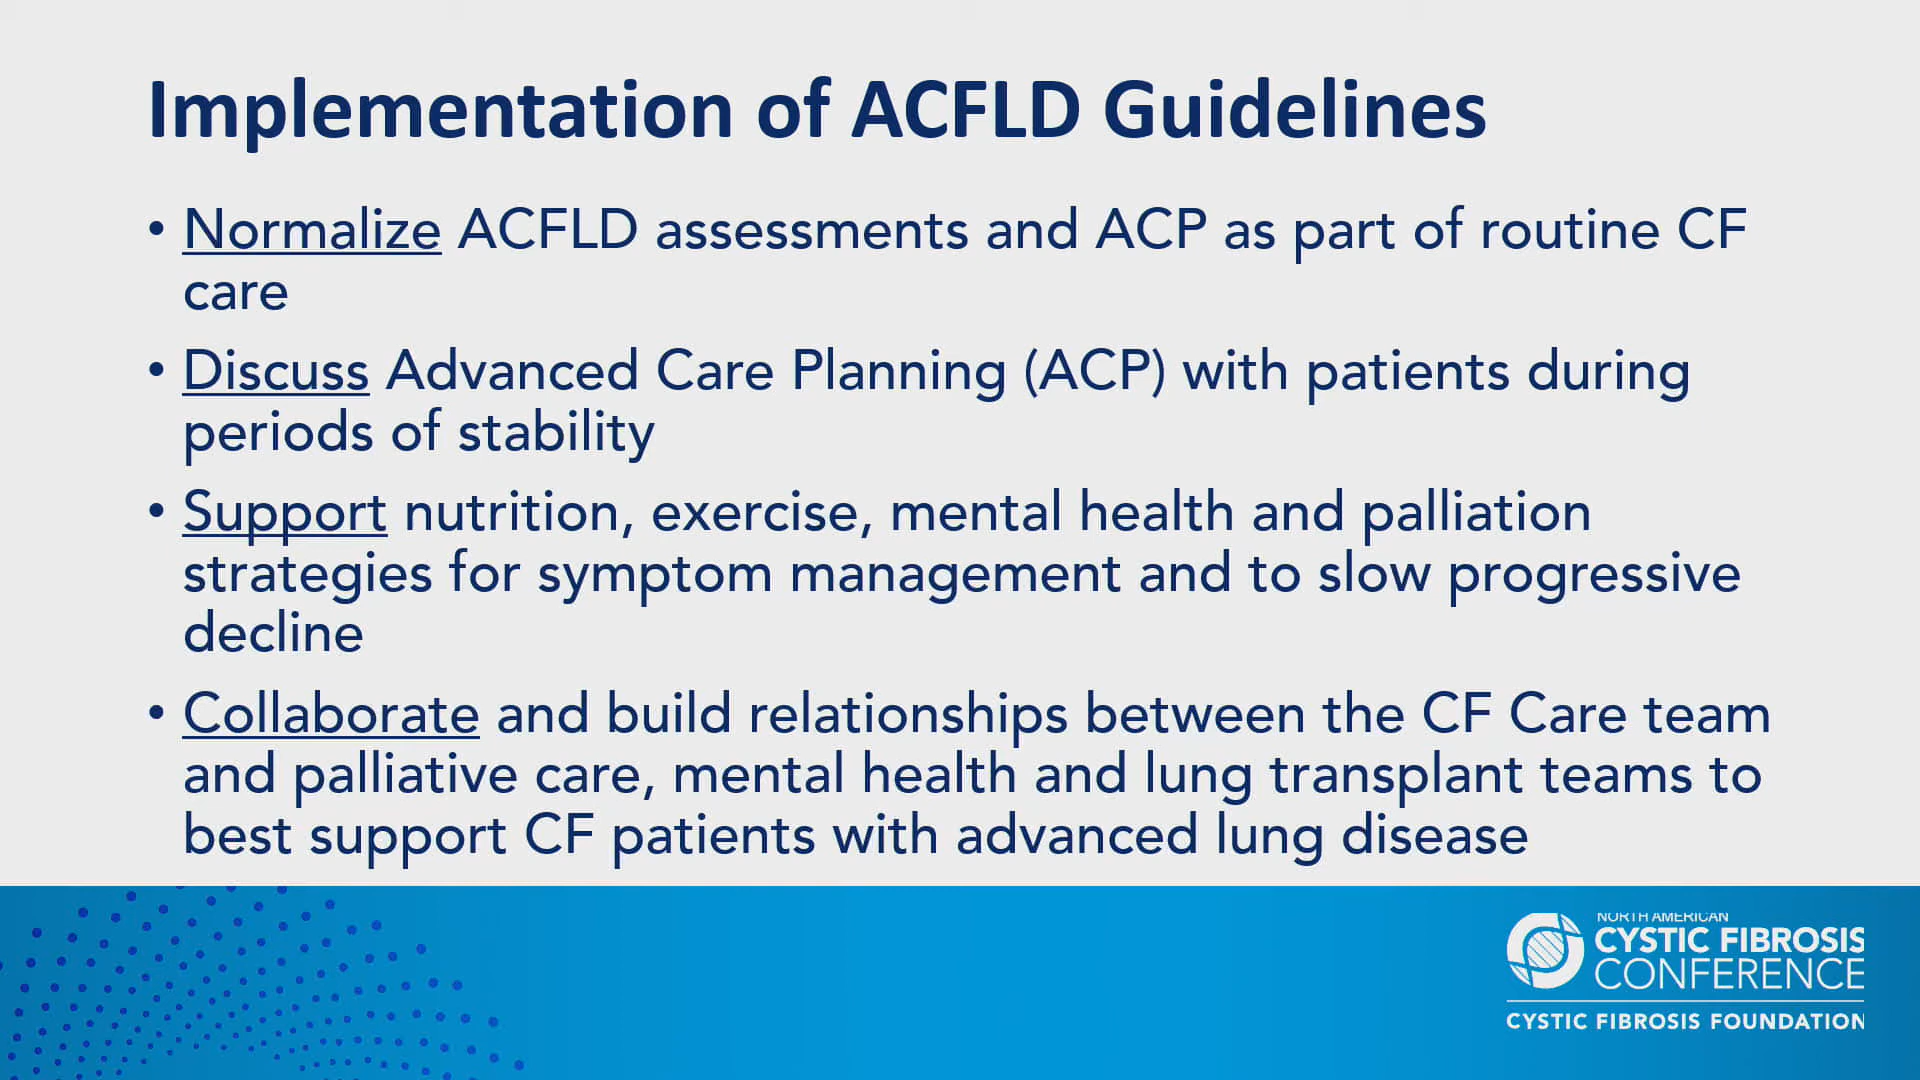 Implementation of ACFLD Guidelines
• Normalize ACFLD assessments and ACP as part of routine CF
care
• Discuss Advanced Care Planning (ACP) with patients during
periods of stability
• Support nutrition, exercise, mental health and palliation
strategies for symptom management and to slow progressive
decline
• Collaborate and build relationships between the CF Care team
and palliative care, mental health and lung transplant teams to
best support CF patients with advanced lung disease
NORTH AMERICAN
CYSTIC FIBROSIS
CONFERENCE
CYSTIC FIBROSIS FOUNDATION